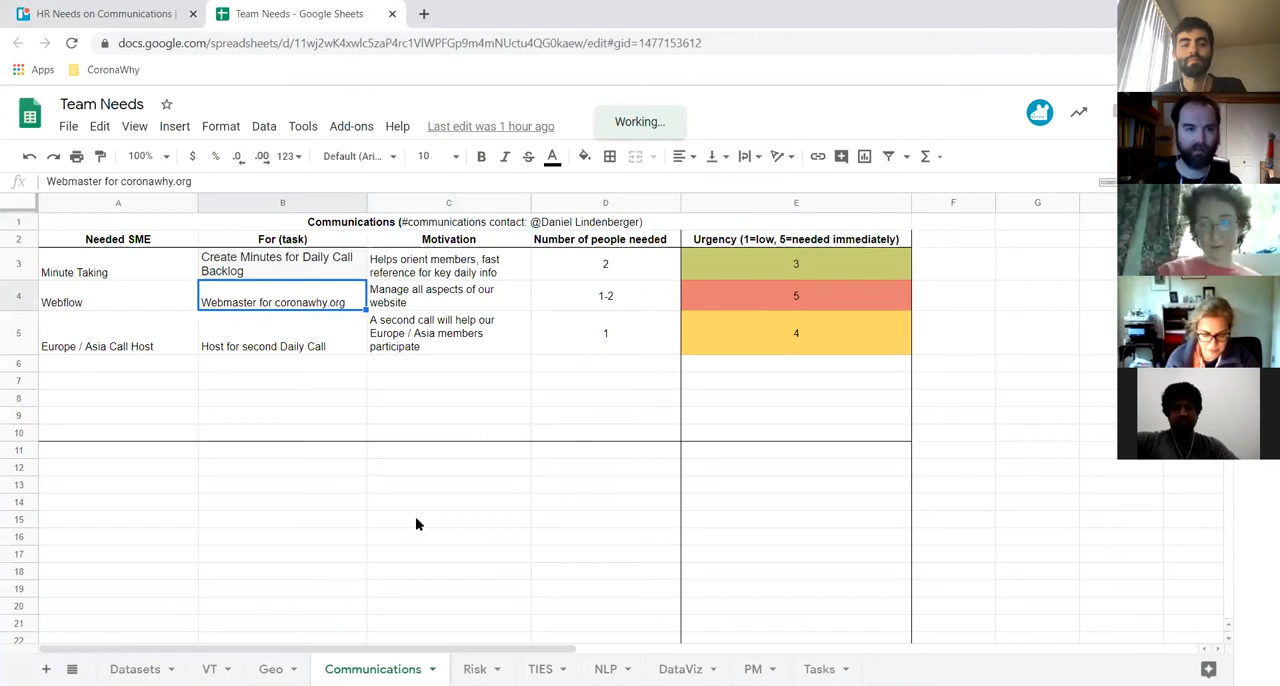 HR Needs on Communications |
Team Needs - Google Sheets
docs.google.com/spreadsheets/d/11wj2wK4xwlc5zaP4rc1VlWPFGp9m4mNUctu4QG0kaew/edit#gid=1477153612
Apps
CoronaWhy
Team Needs
File Edit View Insert Format Data Tools Add-ons Help Last edit was 1 hour ago
Working...
100% $ % .0 .00 123 Default (Ari... 10 B I S A
fx Webmaster for coronawhy.org
A B C D E F G
1 Communications (#communications contact: @Daniel Lindenberger)
2 Needed SME For (task) Motivation Number of people needed Urgency (1=low, 5=needed immediately)
3 Minute Taking Create Minutes for Daily Call Backlog Helps orient members, fast reference for key daily info 2 3
4 Webflow Webmaster for coronawhy.org Manage all aspects of our website 1-2 5
5 Europe / Asia Call Host Host for second Daily Call A second call will help our Europe / Asia members participate 1 4
6
7
8
9
10
11
12
13
14
15
16
17
18
19
20
21
22
Datasets VT Geo Communications Risk TIES NLP DataViz PM Tasks